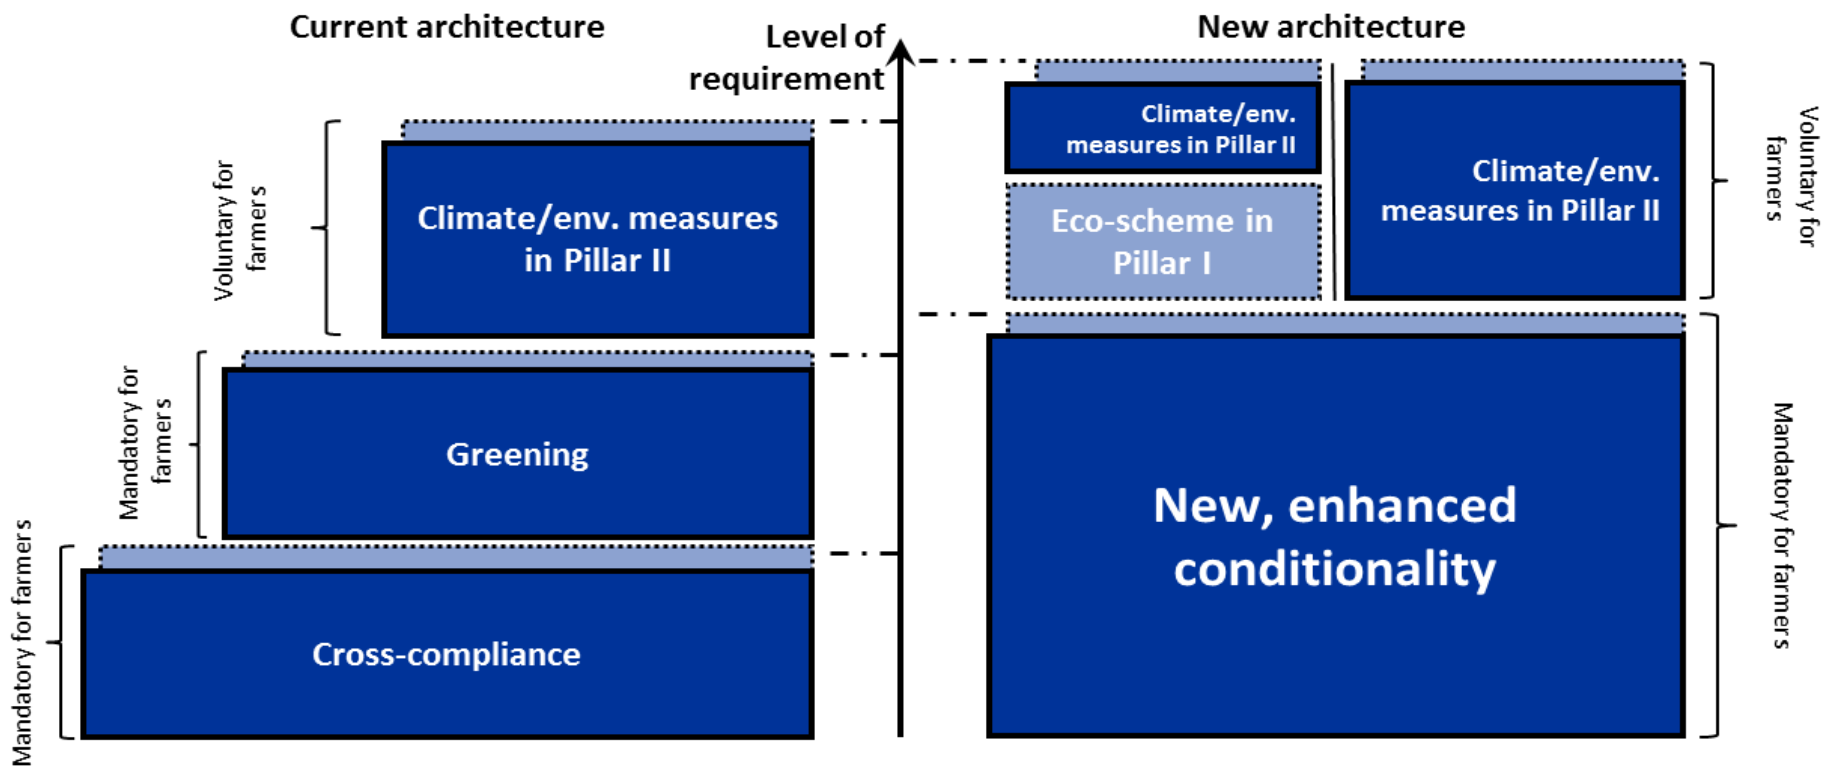 Current architecture
Level of
requirement
New architecture
Voluntary for
farmers
Climate/env. measures
in Pillar II
Mandatory for
farmers
Greening
Mandatory for farmers
Cross-compliance
Climate/env.
measures in Pillar II
Eco-scheme in
Pillar I
Climate/env.
measures in Pillar II
Voluntary for
farmers
New, enhanced
conditionality
Mandatory for farmers